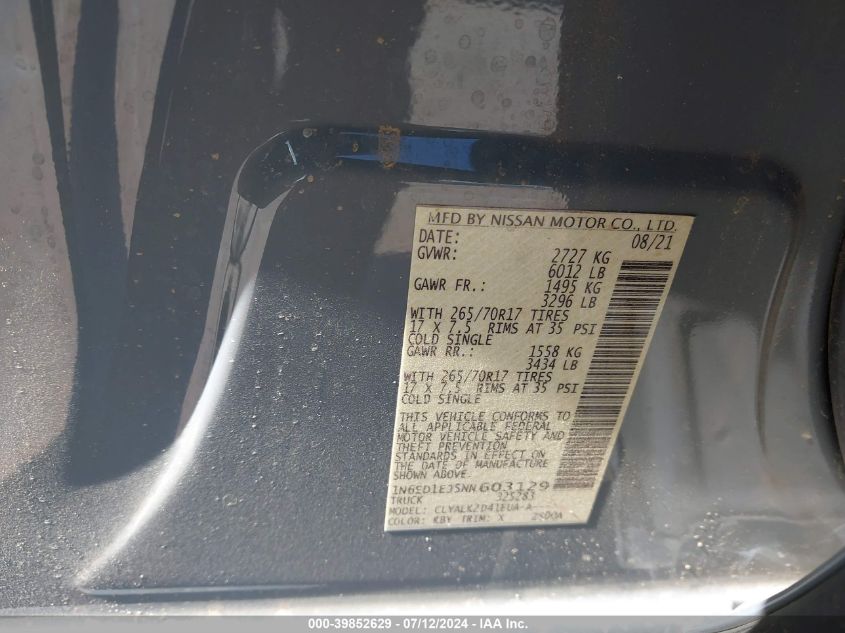 MFD BY NISSAN MOTOR CO., LTD.
DATE: 08/21
GVWR: 2727 KG
6012 LB
GAWR FR.: 1495 KG
3296 LB
WITH 265/70R17 TIRES
17 X 7.5 RIMS AT 35 PSI
COLD SINGLE
GAWR RR.: 1558 KG
3434 LB
WITH 265/70R17 TIRES
17 X 7.5 RIMS AT 35 PSI
COLD SINGLE
THIS VEHICLE CONFORMS TO
ALL APPLICABLE FEDERAL
MOTOR VEHICLE SAFETY AND
THEFT PREVENTION
STANDARDS IN EFFECT ON
THE DATE OF MANUFACTURE
SHOWN ABOVE.
603129
TRUCK 325283
MODEL:
COLOR: KBY TRIM: X
000-39852629 - 07/12/2024 - IAA Inc.